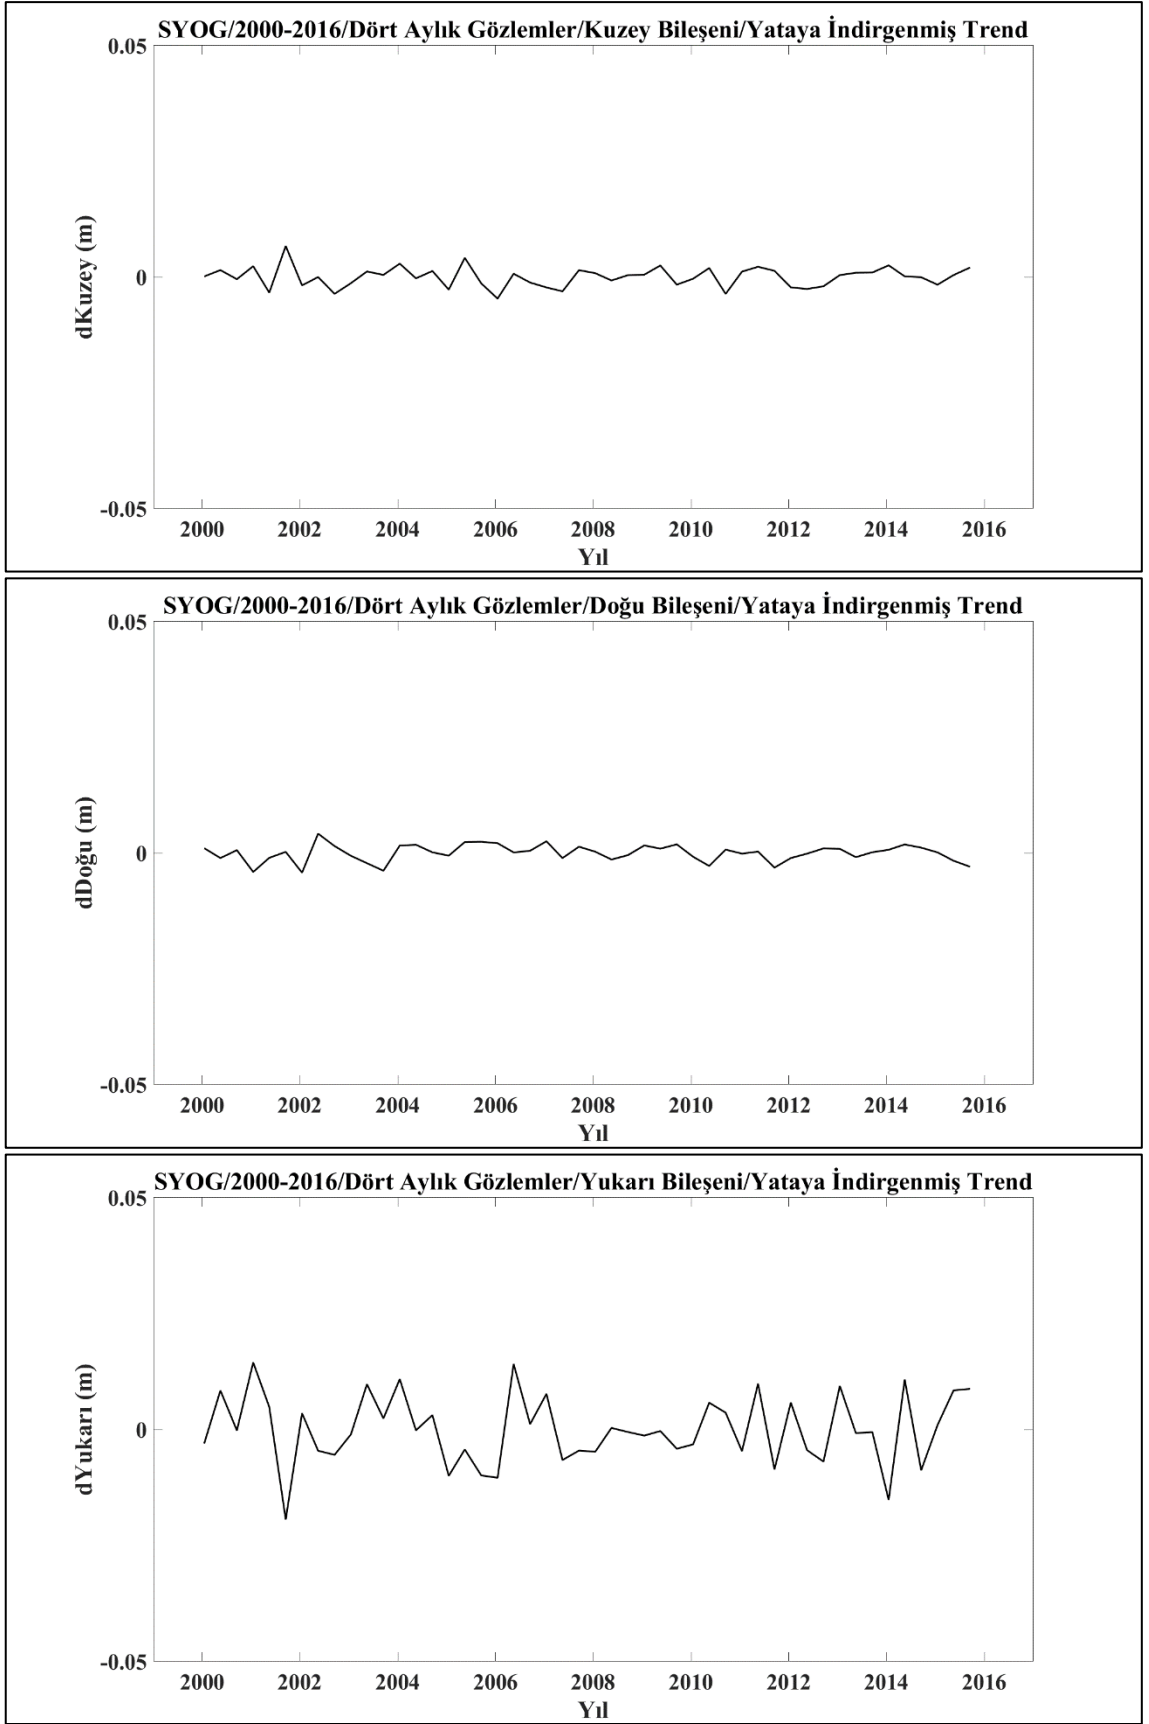 SYOG/2000-2016/Dört Aylık Gözlemler/Kuzey Bileşeni/Yataya İndirgenmiş Trend
0.05
dKuzey (m)
0
-0.05
2000 2002 2004 2006 2008 2010 2012 2014 2016
Yıl
SYOG/2000-2016/Dört Aylık Gözlemler/Doğu Bileşeni/Yataya İndirgenmiş Trend
0.05
dDoğu (m)
0
-0.05
2000 2002 2004 2006 2008 2010 2012 2014 2016
Yıl
SYOG/2000-2016/Dört Aylık Gözlemler/Yukarı Bileşeni/Yataya İndirgenmiş Trend
0.05
dYukarı (m)
0
-0.05
2000 2002 2004 2006 2008 2010 2012 2014 2016
Yıl